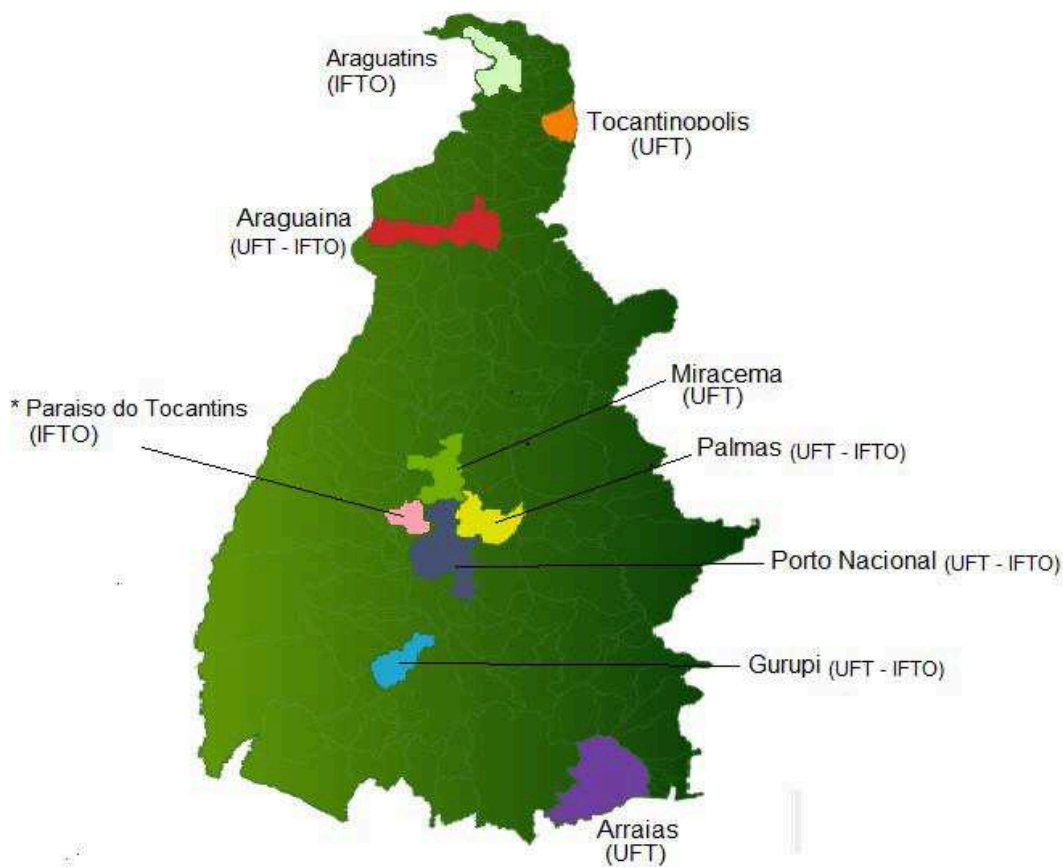 Araguatins
(IFTO)
Tocantinopolis
(UFT)
Araguaina
(UFT - IFTO)
Miracema
(UFT)
* Paraiso do Tocantins
(IFTO)
Palmas (UFT - IFTO)
Porto Nacional (UFT - IFTO)
Gurupi (UFT - IFTO)
Arraias
(UFT)